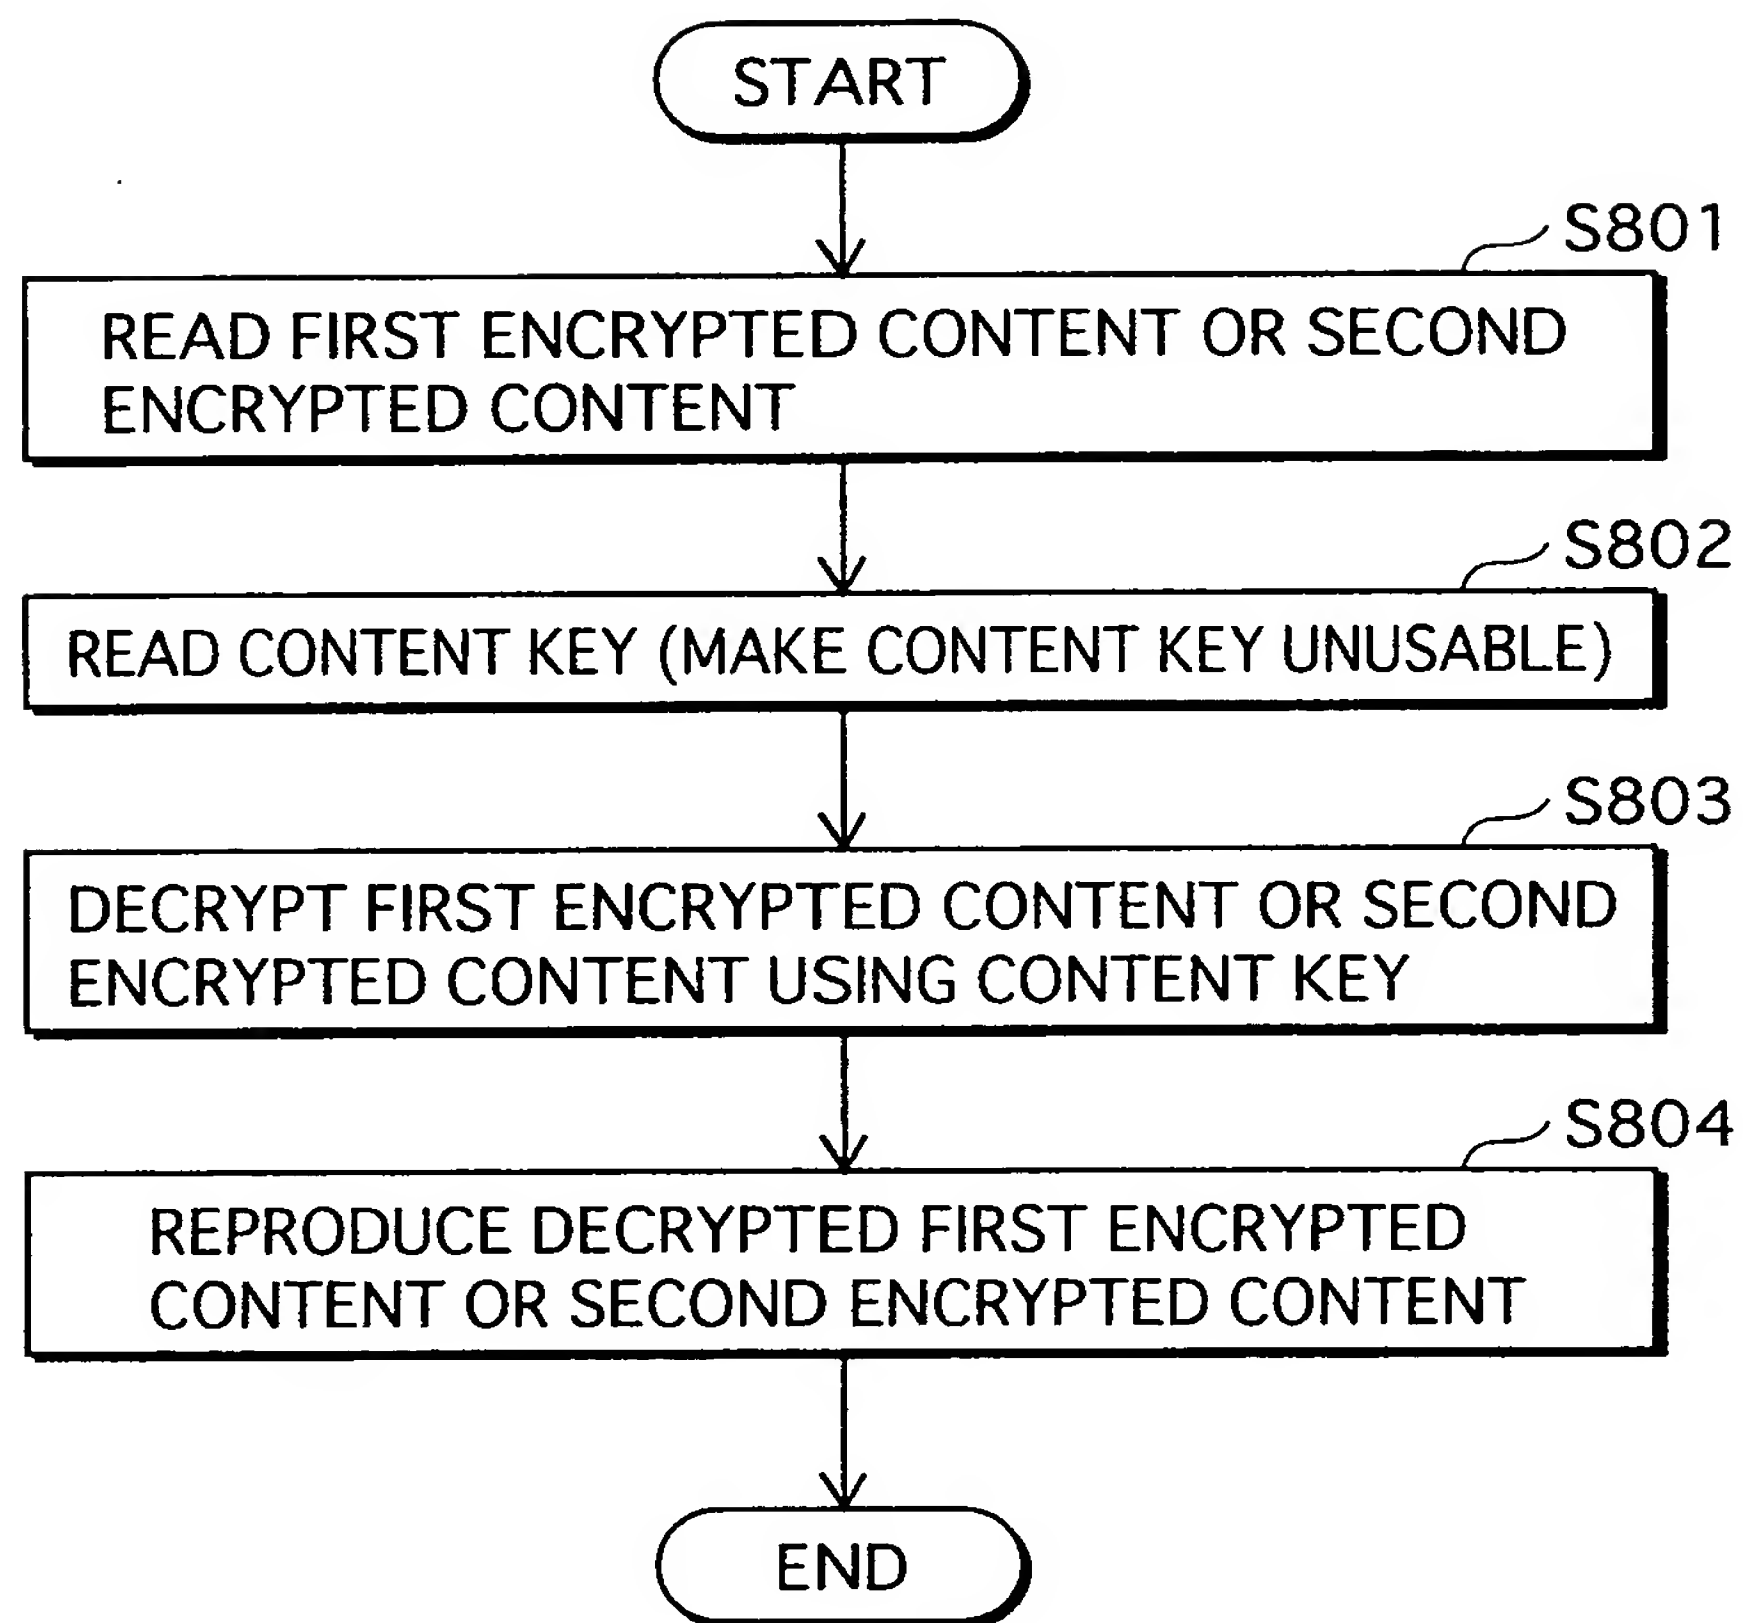 START
S801
READ FIRST ENCRYPTED CONTENT OR SECOND
ENCRYPTED CONTENT
S802
READ CONTENT KEY (MAKE CONTENT KEY UNUSABLE)
S803
DECRYPT FIRST ENCRYPTED CONTENT OR SECOND
ENCRYPTED CONTENT USING CONTENT KEY
S804
REPRODUCE DECRYPTED FIRST ENCRYPTED
CONTENT OR SECOND ENCRYPTED CONTENT
END